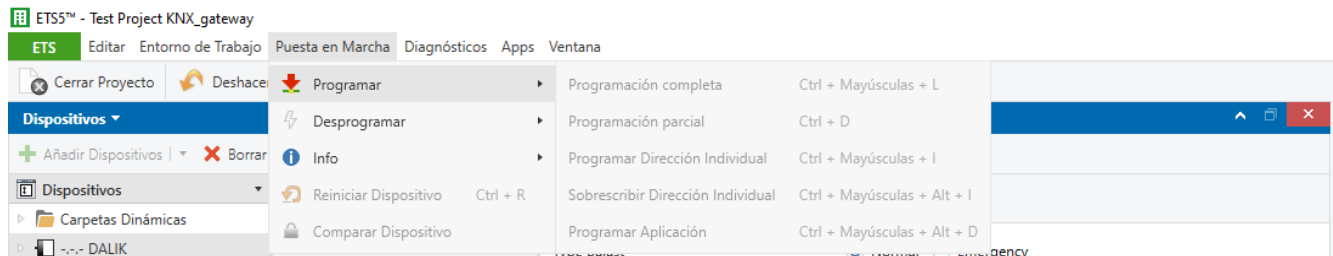 ETS5™ - Test Project KNX_gateway
ETS Editar Entorno de Trabajo Puesta en Marcha Diagnósticos Apps Ventana
Cerrar Proyecto Deshacer
Programar
Programación completa Ctrl + Mayúsculas + L
Dispositivos
Desprogramar
Programación parcial Ctrl + D
Añadir Dispositivos Borrar
Info
Programar Dirección Individual Ctrl + Mayúsculas + I
Dispositivos
Reiniciar Dispositivo Ctrl + R
Sobrescribir Dirección Individual Ctrl + Mayúsculas + Alt + I
Carpetas Dinámicas
Comparar Dispositivo
Programar Aplicación Ctrl + Mayúsculas + Alt + D
-.-.- DALIK